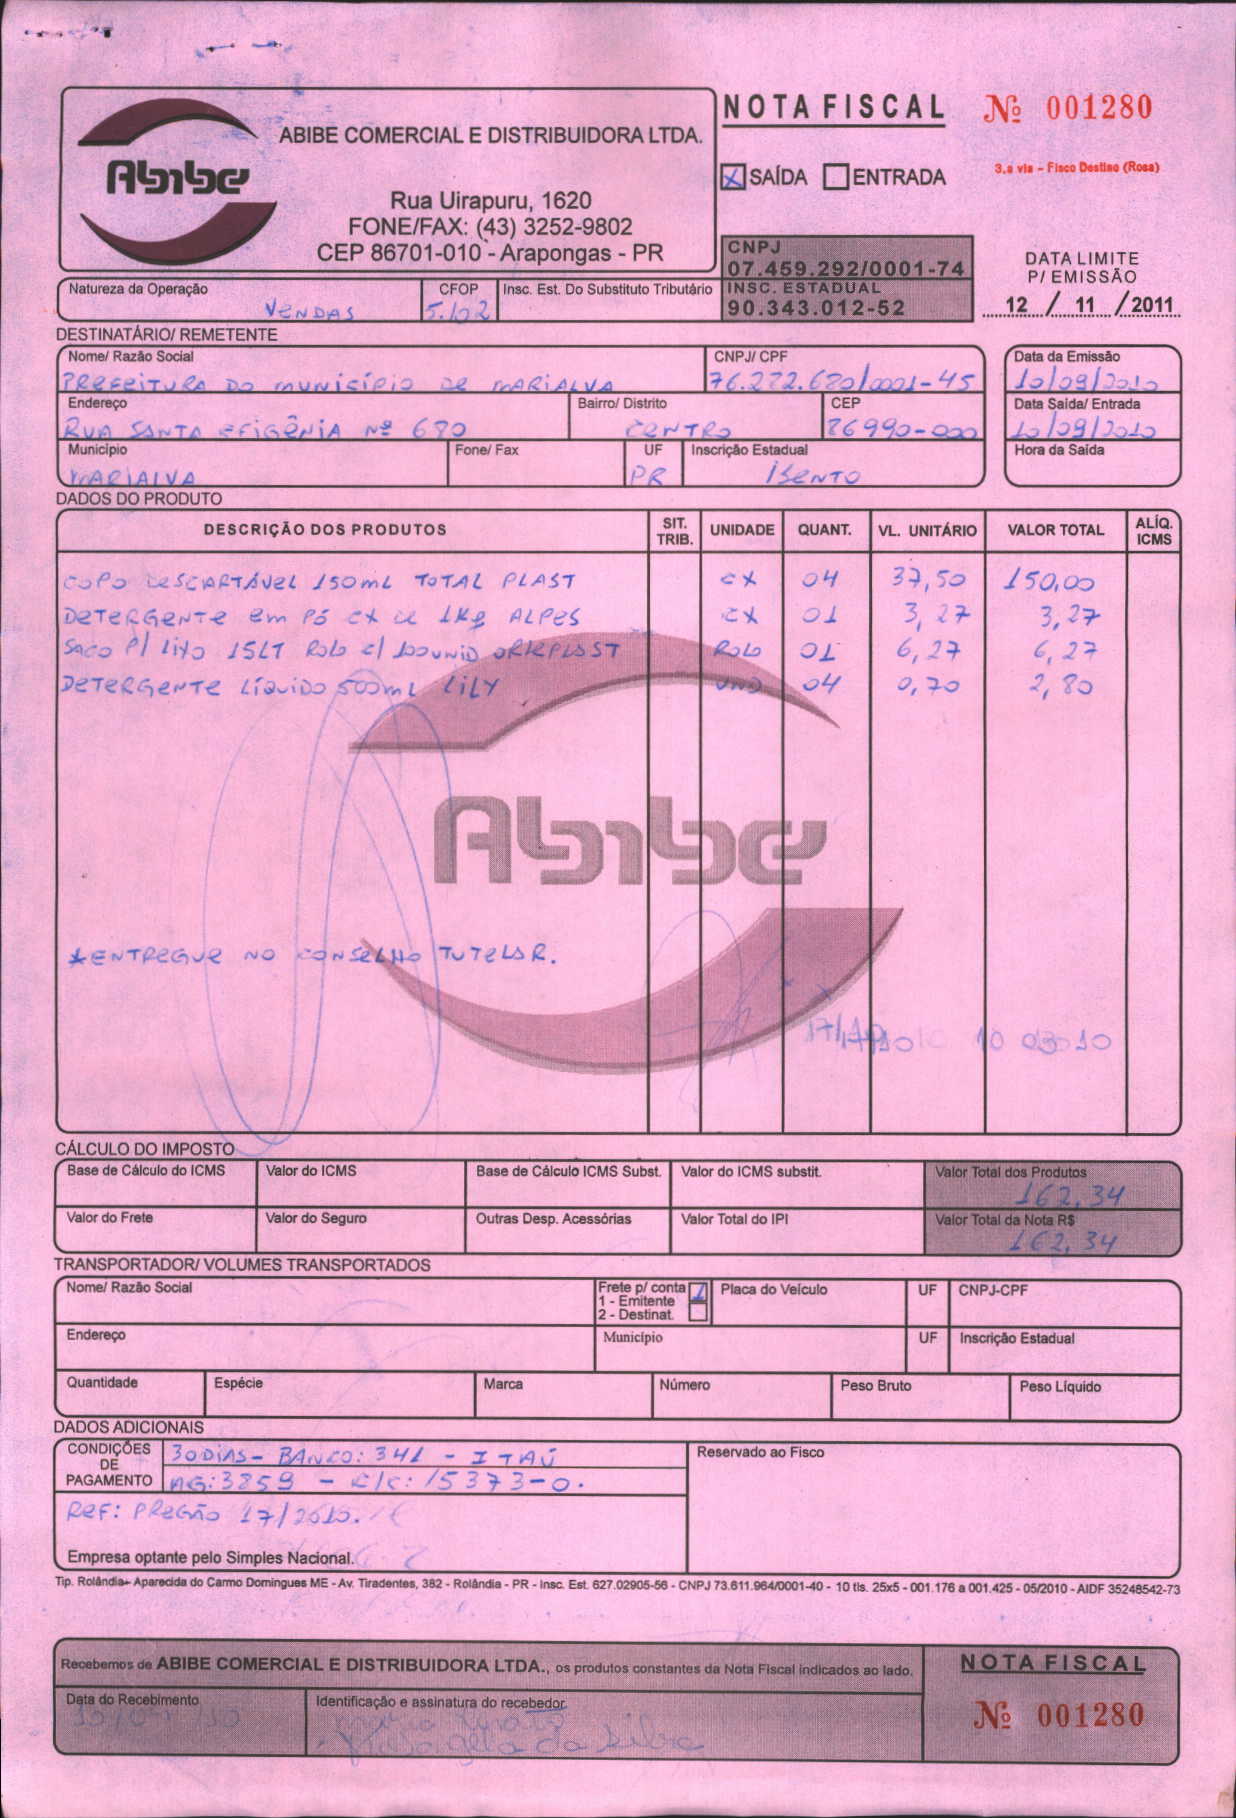 NOTA FISCAL
Nº 001280
Abibe
ABIBE COMERCIAL E DISTRIBUIDORA LTDA.
Rua Uirapuru, 1620
FONE/FAX: (43) 3252-9802
CEP 86701-010 - Arapongas - PR
X SAÍDA ENTRADA
3.a via - Fisco Destino (Rosa)
CNPJ
07.459.292/0001-74
INSC. ESTADUAL
90.343.012-52
DATA LIMITE
P/ EMISSÃO
12 / 11 / 2011
Natureza da Operação CFOP Insc. Est. Do Substituto Tributário
VENDAS 5.102
DESTINATÁRIO/ REMETENTE
Nome/ Razão Social CNPJ/ CPF Data da Emissão
PREFEITURA DO MUNICÍPIO DE MARIALVA 76.282.680/0001-45 10/09/2010
Endereço Bairro/ Distrito CEP Data Saída/ Entrada
RUA SANTA EFIGÊNIA Nº 680 CENTRO 86990-000 10/09/2010
Município Fone/ Fax UF Inscrição Estadual Hora da Saída
MARIALVA PR ISENTO
DADOS DO PRODUTO
DESCRIÇÃO DOS PRODUTOS SIT. TRIB. UNIDADE QUANT. VL. UNITÁRIO VALOR TOTAL ALÍQ. ICMS
COPO DESCARTÁVEL 150ML TOTAL PLAST CX 04 37,50 150,00
DETERGENTE EM PÓ CX DE 1Kg ALPES CX 01 3,27 3,27
SACO P/ LIXO 15LT ROLO C/ 100UNID ROLO 01 6,27 6,27
DETERGENTE LÍQUIDO 500ML LILY UND 04 0,70 2,80
Abibe
*ENTREGUE NO CONSELHO TUTELAR.
CÁLCULO DO IMPOSTO
Base de Cálculo do ICMS Valor do ICMS Base de Cálculo ICMS Subst. Valor do ICMS substit. Valor Total dos Produtos
162,34
Valor do Frete Valor do Seguro Outras Desp. Acessórias Valor Total do IPI Valor Total da Nota R$
162,34
TRANSPORTADOR/ VOLUMES TRANSPORTADOS
Nome/ Razão Social Frete p/ conta 1 Placa do Veículo UF CNPJ-CPF
1 - Emitente
2 - Destinat.
Endereço Município UF Inscrição Estadual
Quantidade Espécie Marca Número Peso Bruto Peso Líquido
DADOS ADICIONAIS
CONDIÇÕES DE PAGAMENTO
30DIAS - BANCO: 341 - ITAÚ
AG: 3859 - C/C: 15373-0.
Reservado ao Fisco
REF: PREGÃO 17/2010.
Empresa optante pelo Simples Nacional.
Tip. Rolândia - Aparecida do Carmo Domingues ME - Av. Tiradentes, 382 - Rolândia - PR - Insc. Est. 627.02905-56 - CNPJ 73.611.964/0001-40 - 10 tls. 25x5 - 001.176 a 001.425 - 05/2010 - AIDF 35248542-73
Recebemos de ABIBE COMERCIAL E DISTRIBUIDORA LTDA., os produtos constantes da Nota Fiscal indicados ao lado.
NOTA FISCAL
Nº 001280
Data do Recebimento Identificação e assinatura do recebedor.
da Silva